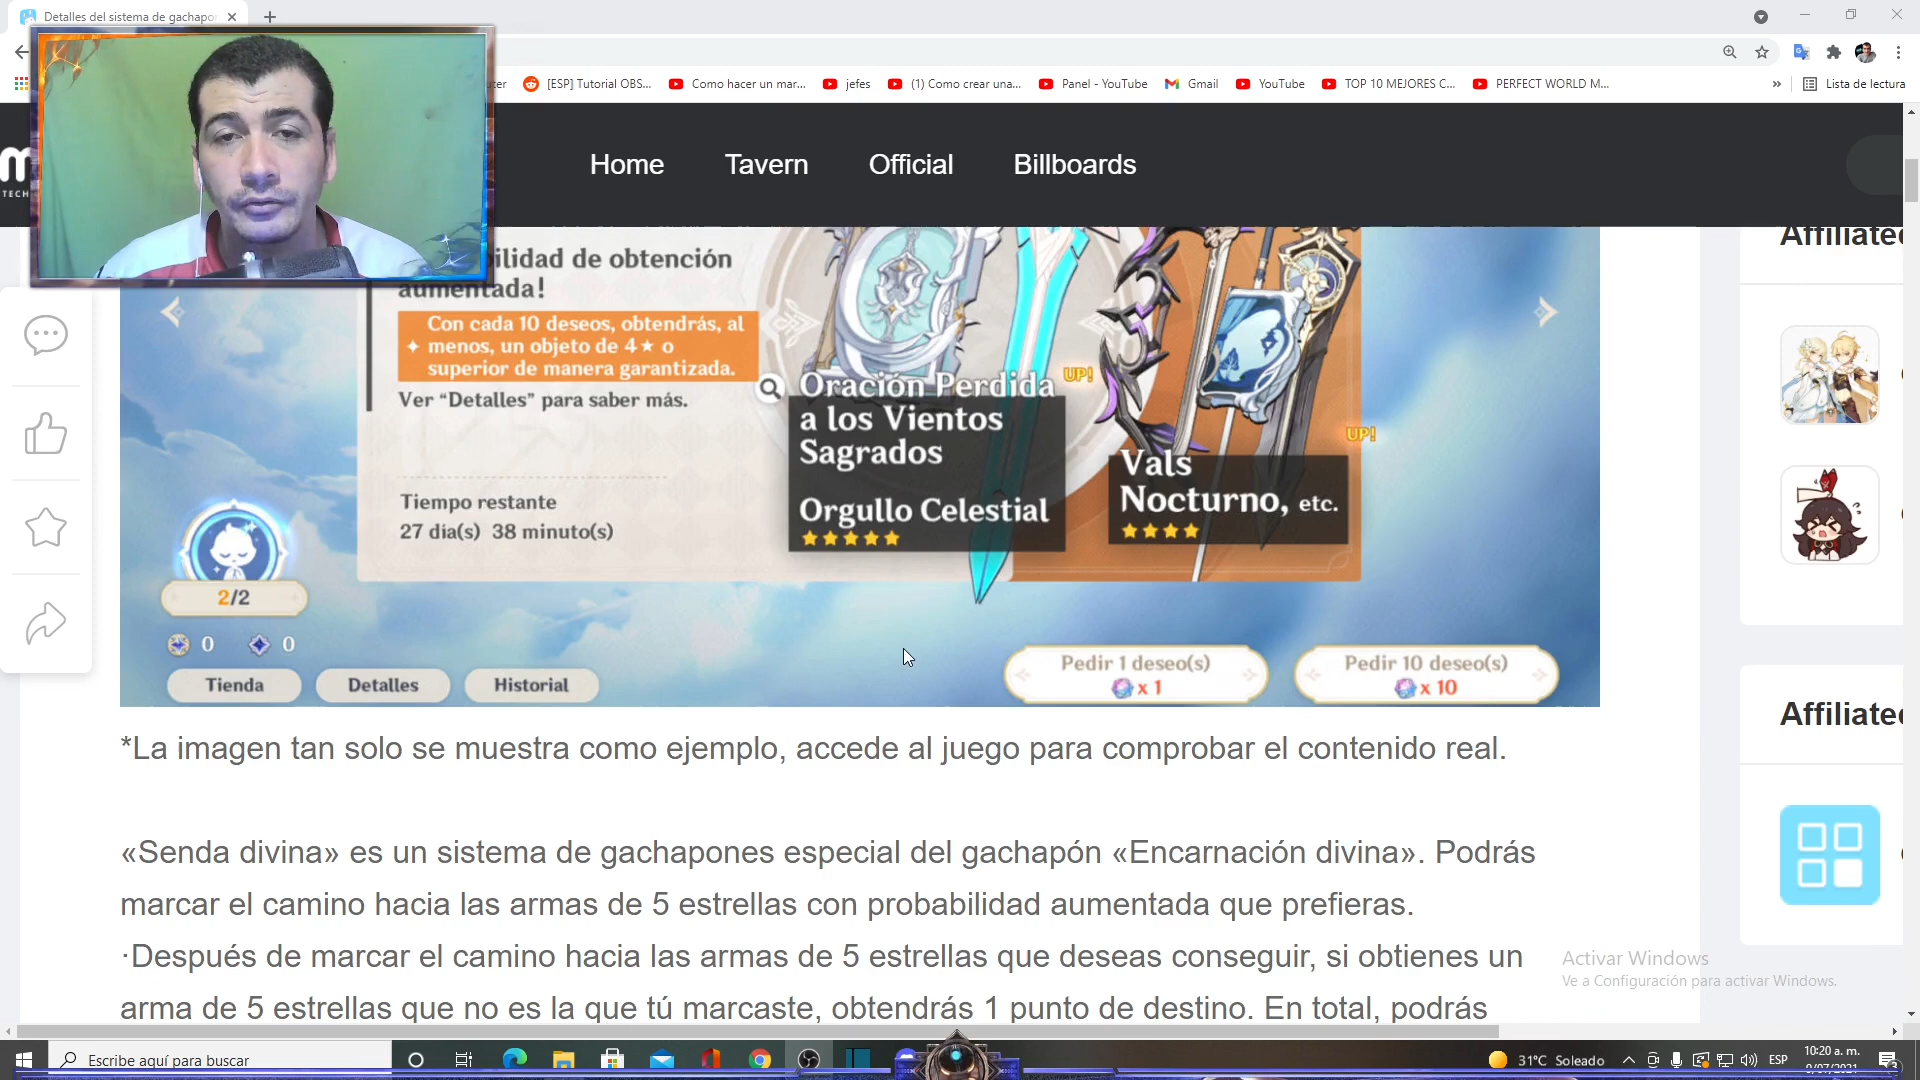 Detalles del sistema de gachapon
[ESP] Tutorial OBS...
Como hacer un mar...
jefes
(1) Como crear una...
Panel - YouTube
Gmail
YouTube
TOP 10 MEJORES C...
PERFECT WORLD M...
»
Lista de lectura
TECH
Home
Tavern
Official
Billboards
ilidad de obtención
aumentada!
Con cada 10 deseos, obtendrás, al
menos, un objeto de 4★ o
superior de manera garantizada.
Ver “Detalles” para saber más.
Tiempo restante
27 dia(s) 38 minuto(s)
Oración Perdida
a los Vientos
Sagrados
UP!
Orgullo Celestial
Vals
Nocturno, etc.
UP!
2/2
0
0
Tienda
Detalles
Historial
Pedir 1 deseo(s)
x 1
Pedir 10 deseo(s)
x 10
*La imagen tan solo se muestra como ejemplo, accede al juego para comprobar el contenido real.
«Senda divina» es un sistema de gachapones especial del gachapón «Encarnación divina». Podrás
marcar el camino hacia las armas de 5 estrellas con probabilidad aumentada que prefieras.
·Después de marcar el camino hacia las armas de 5 estrellas que deseas conseguir, si obtienes un
arma de 5 estrellas que no es la que tú marcaste, obtendrás 1 punto de destino. En total, podrás
Affiliated
Affiliated
Activar Windows
Ve a Configuración para activar Windows.
Escribe aquí para buscar
31°C Soleado
ESP
10:20 a. m.